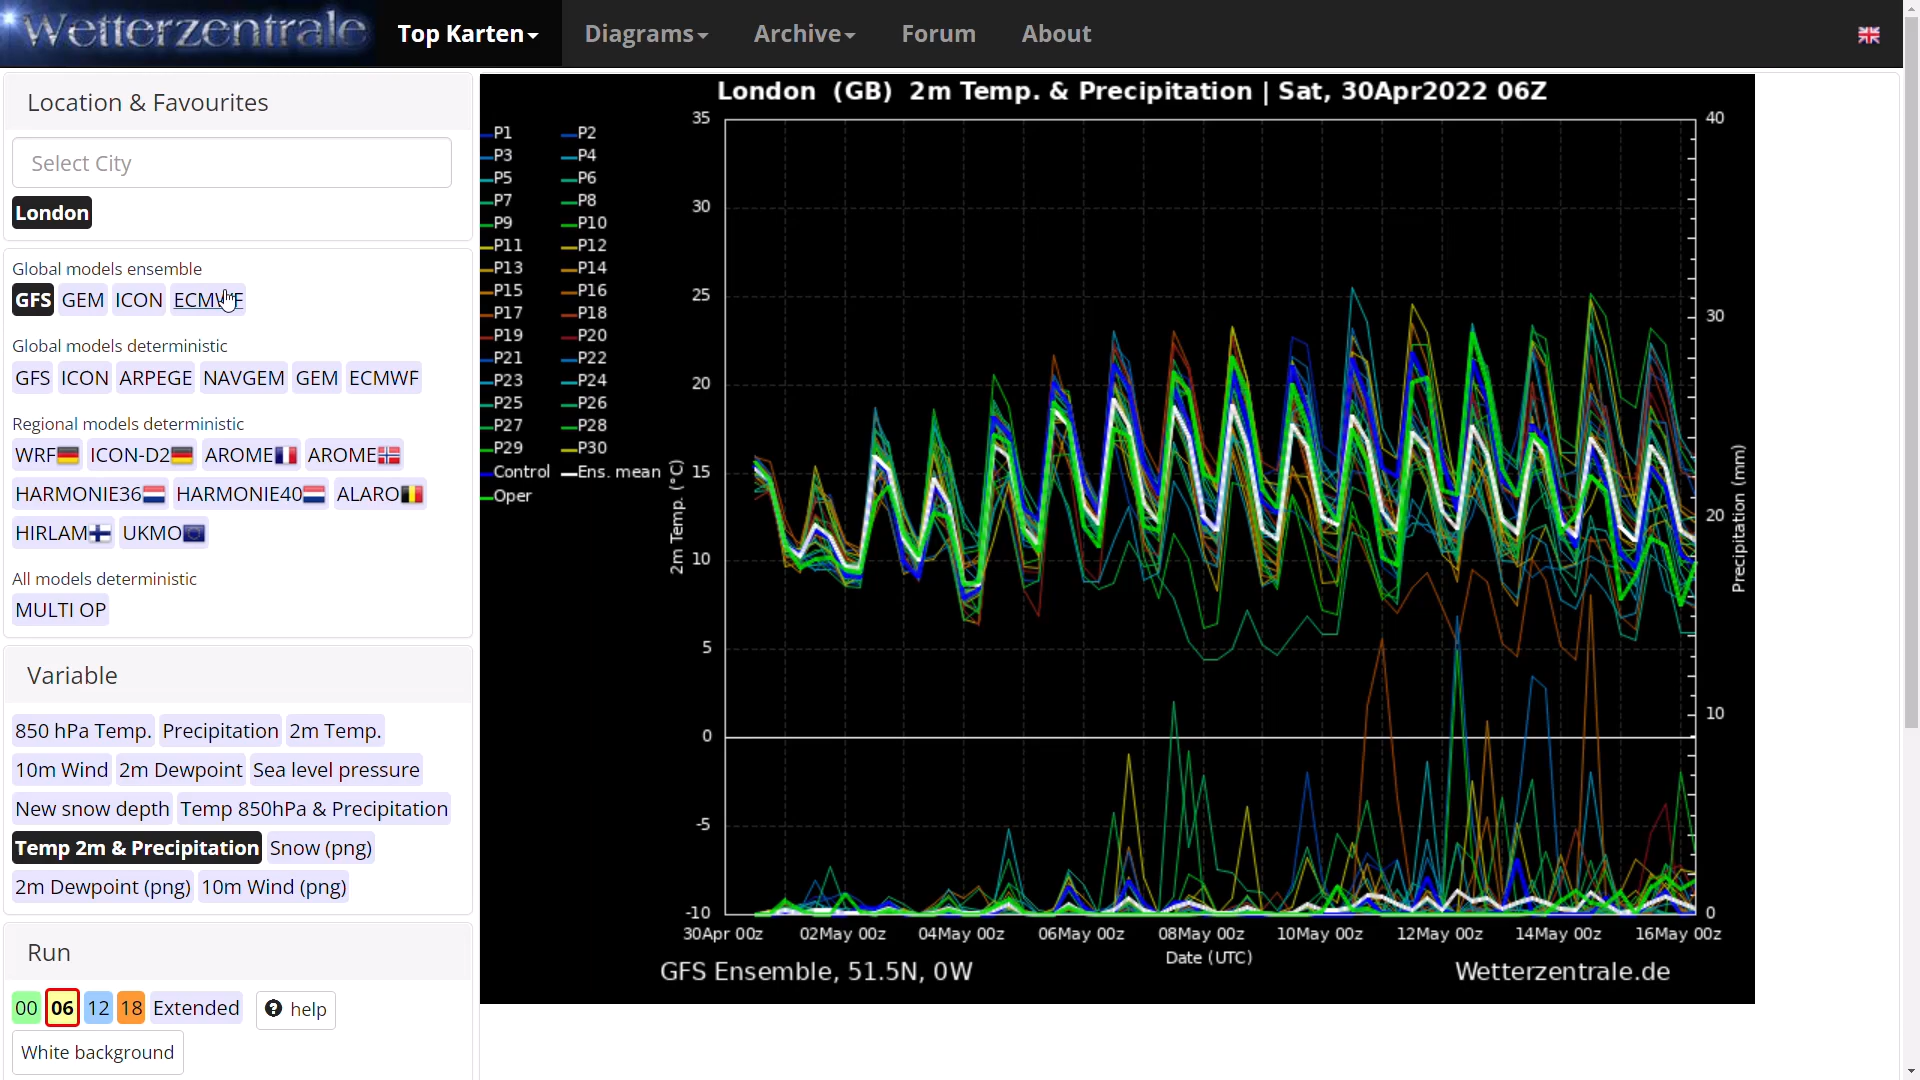 Wetterzentrale
Top Karten Diagrams Archive Forum About
Location & Favourites
Select City
London
Global models ensemble
GFS GEM ICON ECMWF
Global models deterministic
GFS ICON ARPEGE NAVGEM GEM ECMWF
Regional models deterministic
WRF ICON-D2 AROME AROME
HARMONIE36 HARMONIE40 ALARO
HIRLAM UKMO
All models deterministic
MULTI OP
Variable
850 hPa Temp. Precipitation 2m Temp.
10m Wind 2m Dewpoint Sea level pressure
New snow depth Temp 850hPa & Precipitation
Temp 2m & Precipitation Snow (png)
2m Dewpoint (png) 10m Wind (png)
Run
00 06 12 18 Extended help
White background
London (GB) 2m Temp. & Precipitation | Sat, 30Apr2022 06Z
P1 P2
P3 P4
P5 P6
P7 P8
P9 P10
P11 P12
P13 P14
P15 P16
P17 P18
P19 P20
P21 P22
P23 P24
P25 P26
P27 P28
P29 P30
Control Ens. mean
Oper
2m Temp. (°C)
35
30
25
20
15
10
5
0
-5
-10
40
30
20
10
0
Precipitation (mm)
30Apr 00z 02May 00z 04May 00z 06May 00z 08May 00z 10May 00z 12May 00z 14May 00z 16May 00z
Date (UTC)
GFS Ensemble, 51.5N, 0W
Wetterzentrale.de